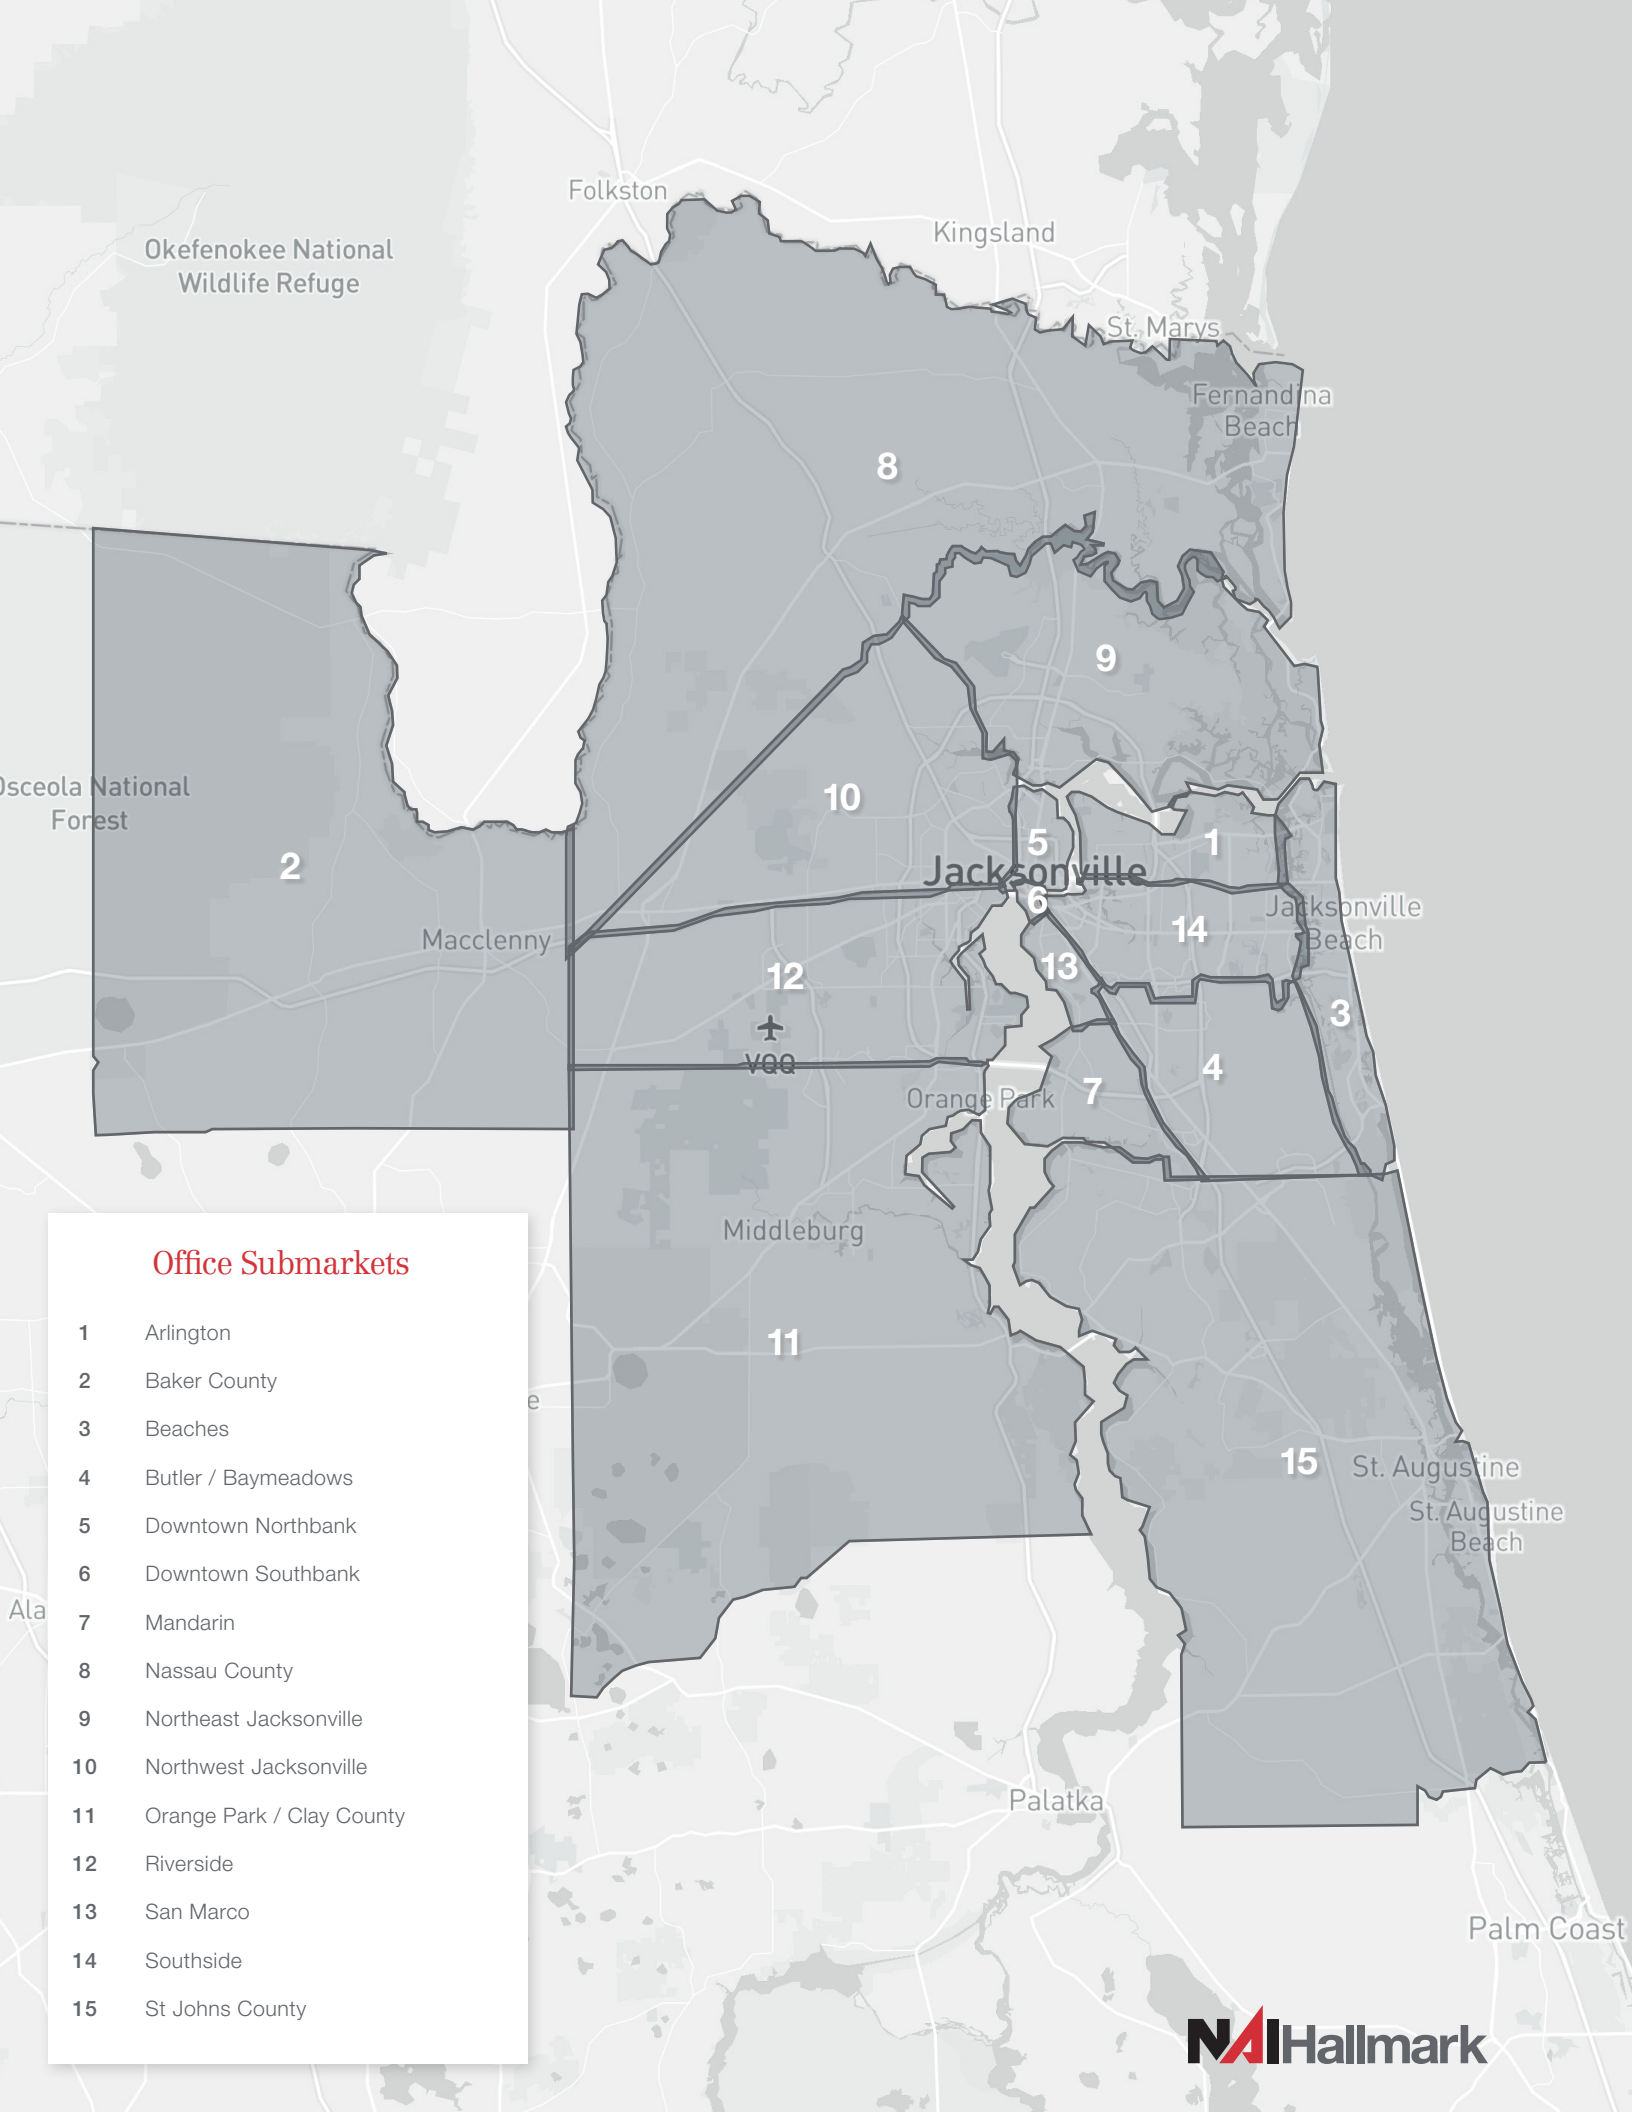 Folkston
Kingsland
Okefenokee National
Wildlife Refuge
St. Marys
Fernandina
Beach
8
9
Osceola National
Forest
10
2
5
1
Jacksonville
6
Jacksonville
Beach
14
Macclenny
13
12
3
VQQ
4
7
Orange Park
Middleburg
11
15
St. Augustine
St. Augustine
Beach
Palatka
Palm Coast
Office Submarkets
1 Arlington
2 Baker County
3 Beaches
4 Butler / Baymeadows
5 Downtown Northbank
6 Downtown Southbank
7 Mandarin
8 Nassau County
9 Northeast Jacksonville
10 Northwest Jacksonville
11 Orange Park / Clay County
12 Riverside
13 San Marco
14 Southside
15 St Johns County
NAIHallmark